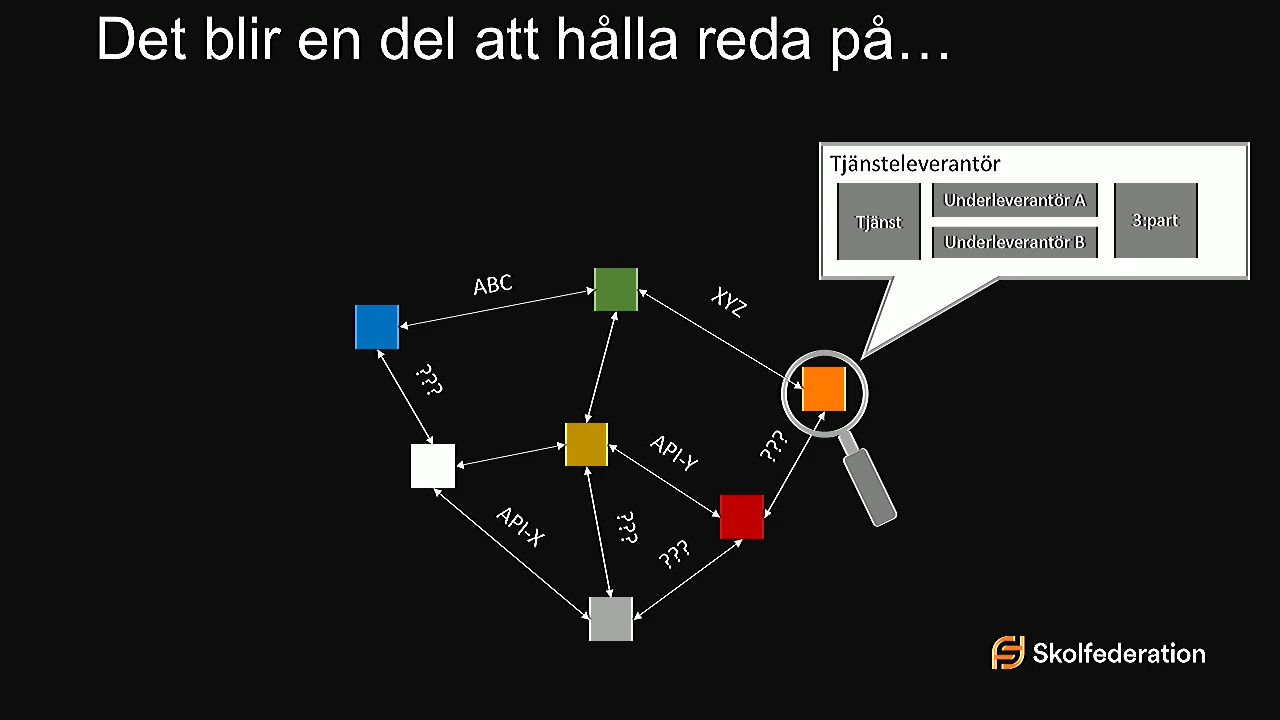 Det blir en del att hålla reda på…
Tjänsteleverantör
Tjänst
Underleverantör A
Underleverantör B
3:part
ABC
XYZ
???
API-Y
???
API-X
???
???
Skolfederation